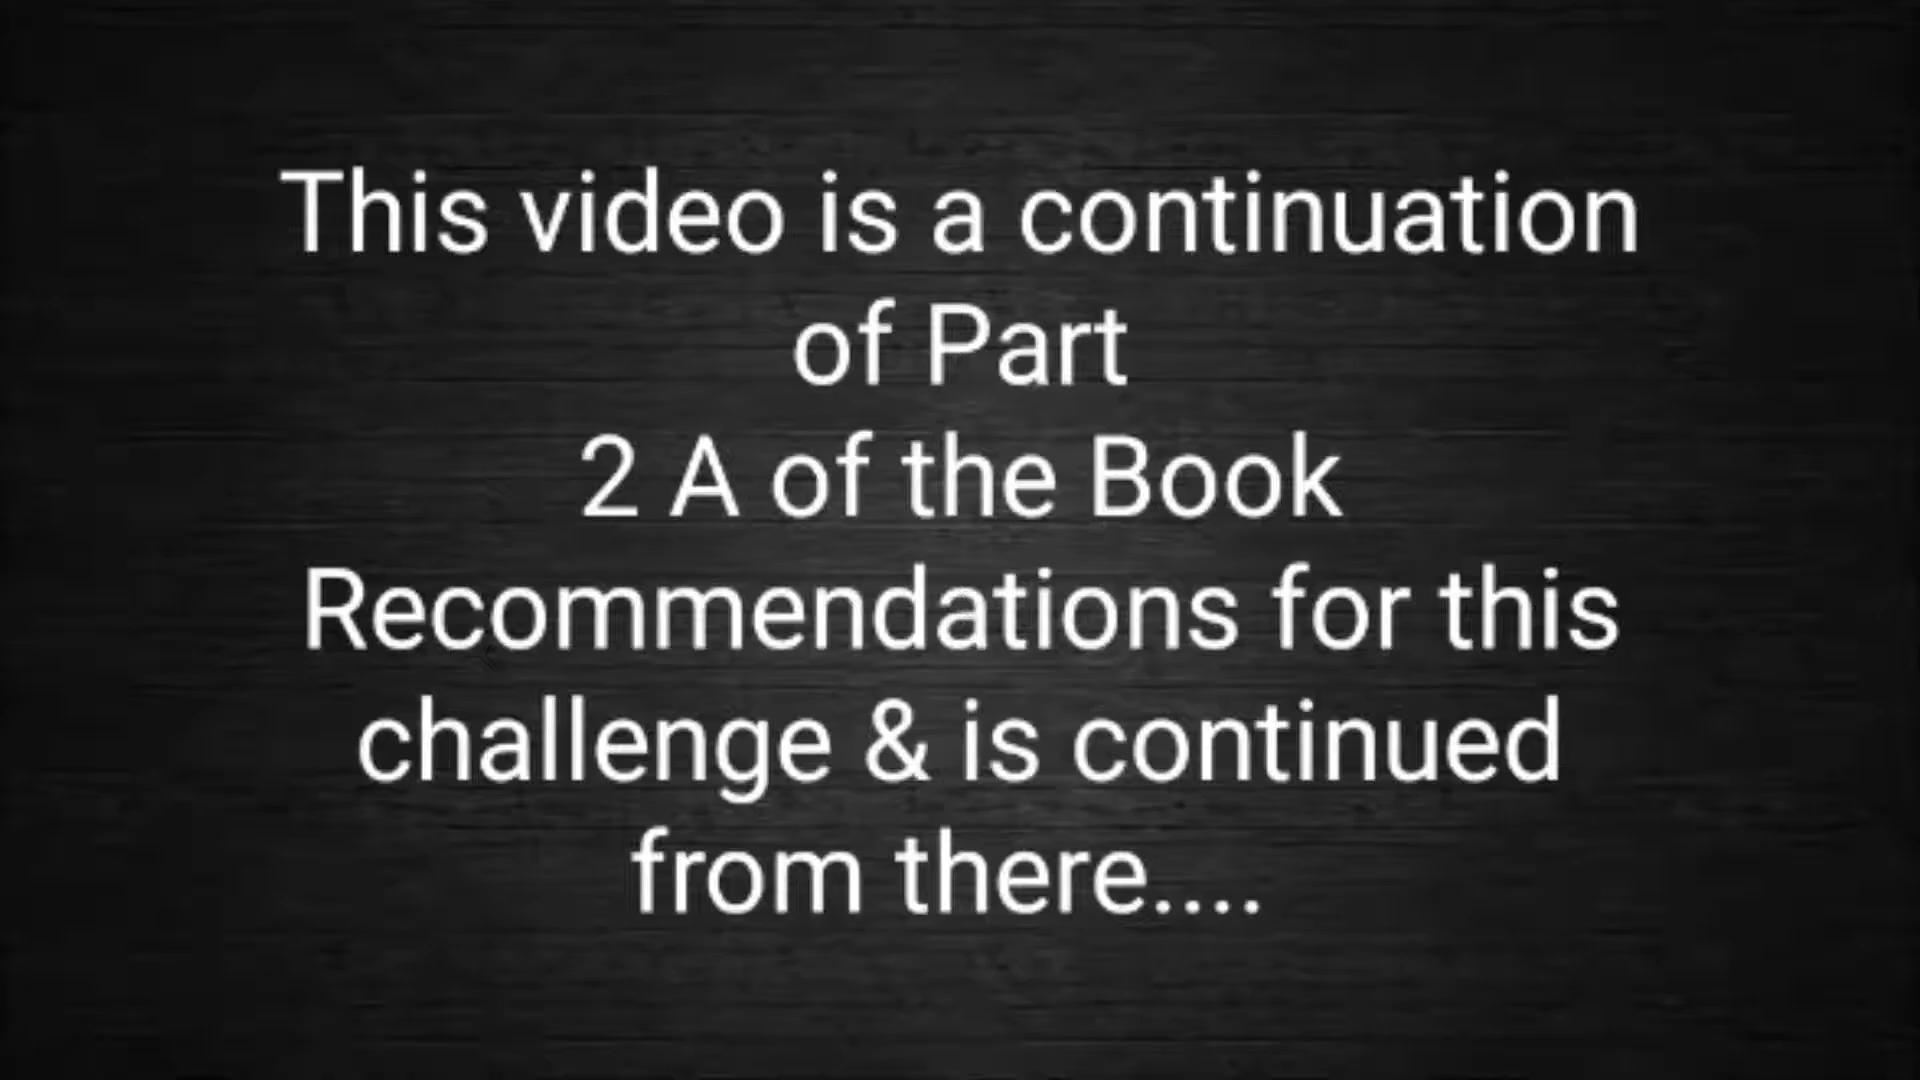 This video is a continuation
of Part
2 A of the Book
Recommendations for this
challenge & is continued
from there....